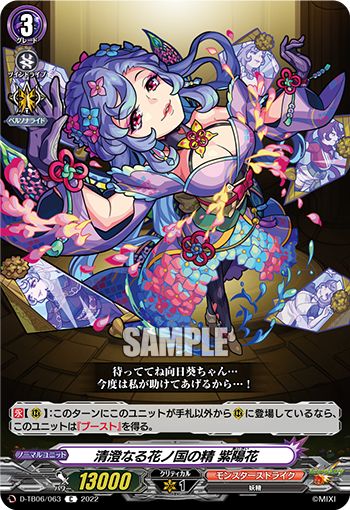 3
グレード
ツインドライブ
ペルソナライド
SAMPLE
待っててね向日葵ちゃん…
今度は私が助けてあげるから…！
永【R】：このターンにこのユニットが手札以外から【R】に登場しているなら、
このユニットは『ブースト』を得る。
ノーマルユニット
清澄なる花ノ国の精 紫陽花
パワー 13000 クリティカル 1 モンスターストライク
妖精
D-TB06/063 C 2022 ©MIXI